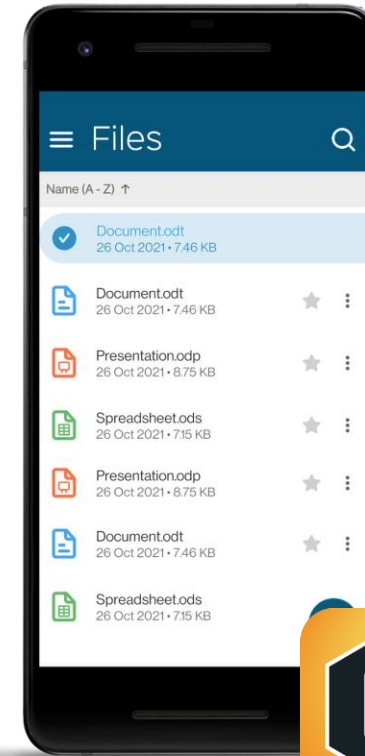 Files
Name (A - Z) ↑
Document.odt
26 Oct 2021 • 7.46 KB
Document.odt
26 Oct 2021 • 7.46 KB
Presentation.odp
26 Oct 2021 • 8.75 KB
Spreadsheet.ods
26 Oct 2021 • 7.15 KB
Presentation.odp
26 Oct 2021 • 8.75 KB
Document.odt
26 Oct 2021 • 7.46 KB
Spreadsheet.ods
26 Oct 2021 • 7.15 KB